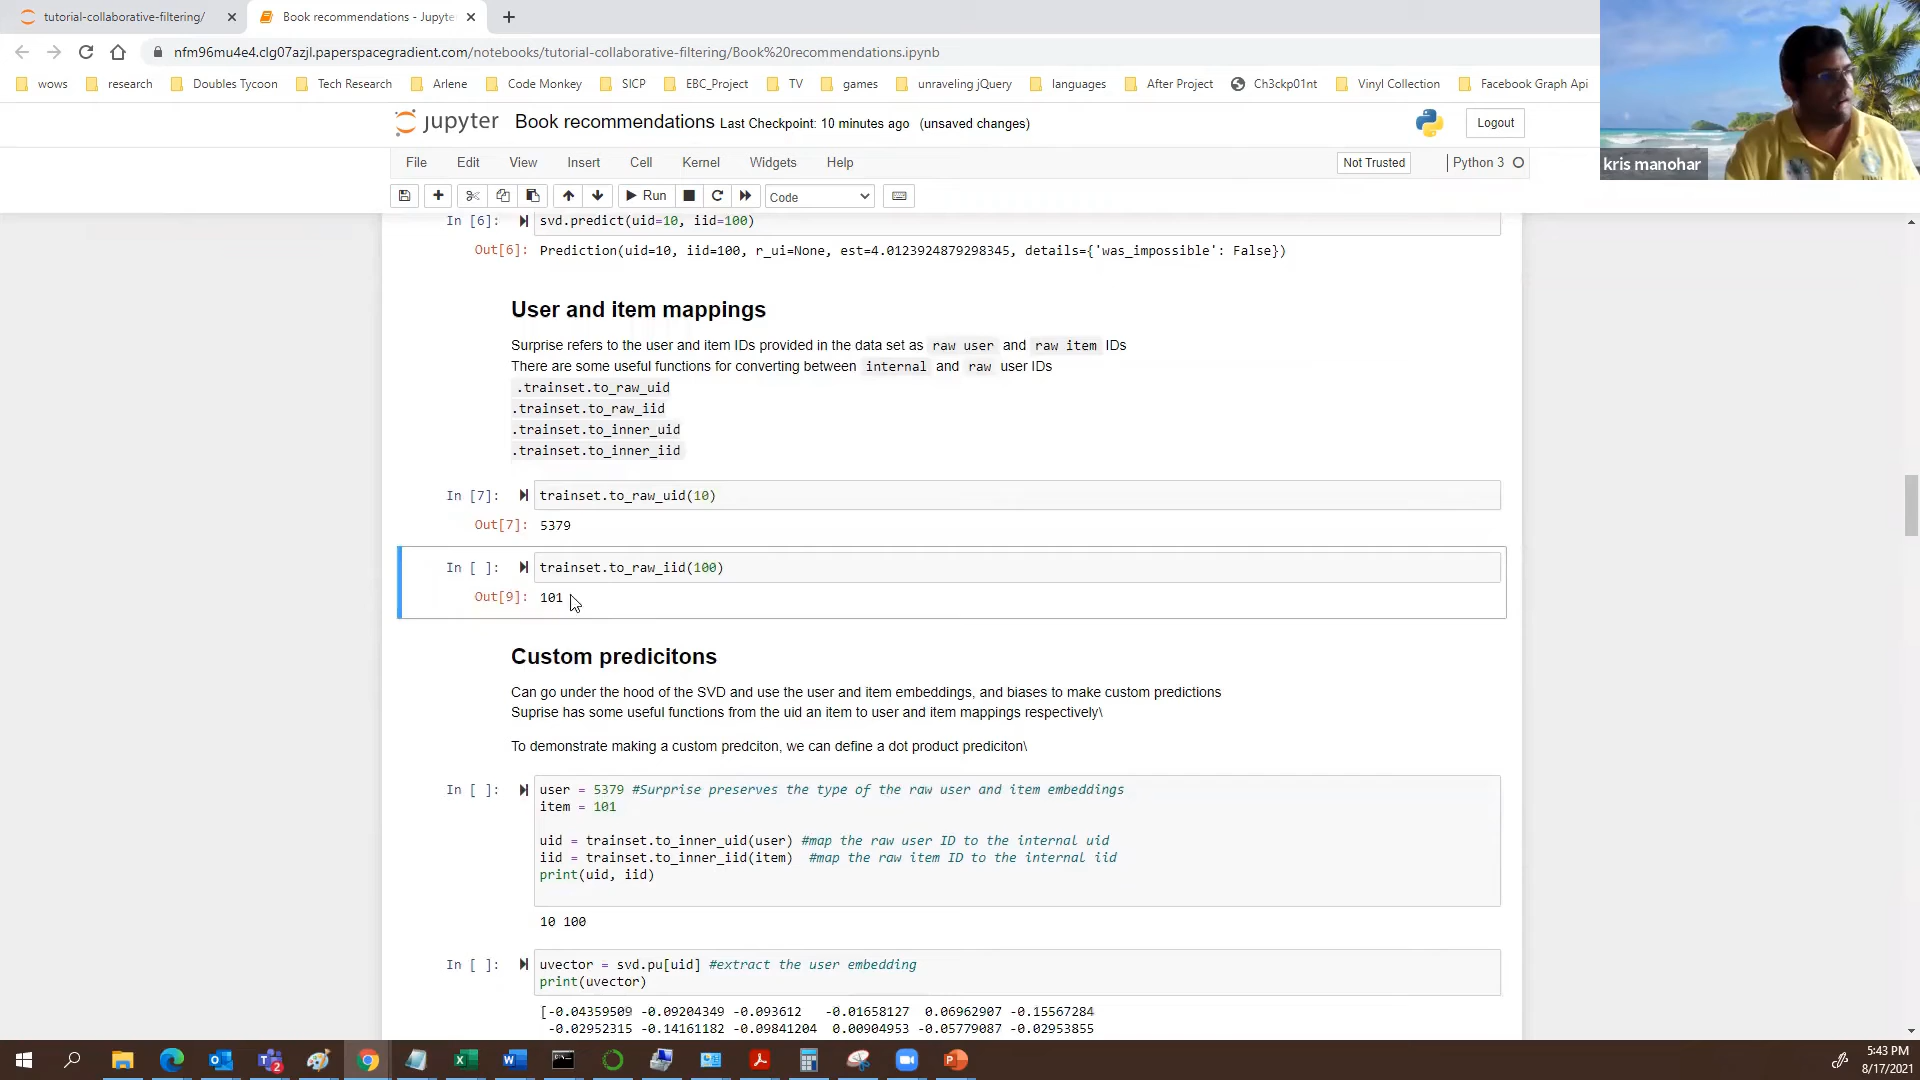 tutorial-collaborative-filtering/
Book recommendations - Jupyte
nfm96mu4e4.clg07azjl.paperspacegradient.com/notebooks/tutorial-collaborative-filtering/Book%20recommendations.ipynb
wows research Doubles Tycoon Tech Research Arlene Code Monkey SICP EBC_Project TV games unraveling jQuery languages After Project Ch3ckp01nt Vinyl Collection Facebook Graph Api
jupyter Book recommendations Last Checkpoint: 10 minutes ago (unsaved changes)
Logout
kris manohar
File Edit View Insert Cell Kernel Widgets Help
Not Trusted Python 3
Run Code
In [6]: svd.predict(uid=10, iid=100)
Out[6]: Prediction(uid=10, iid=100, r_ui=None, est=4.0123924879298345, details={'was_impossible': False})
User and item mappings
Surprise refers to the user and item IDs provided in the data set as raw user and raw item IDs
There are some useful functions for converting between internal and raw user IDs
.trainset.to_raw_uid
.trainset.to_raw_iid
.trainset.to_inner_uid
.trainset.to_inner_iid
In [7]: trainset.to_raw_uid(10)
Out[7]: 5379
In [ ]: trainset.to_raw_iid(100)
Out[9]: 101
Custom predicitons
Can go under the hood of the SVD and use the user and item embeddings, and biases to make custom predictions
Suprise has some useful functions from the uid an item to user and item mappings respectively\
To demonstrate making a custom predciton, we can define a dot product prediciton\
In [ ]: user = 5379 #Surprise preserves the type of the raw user and item embeddings
item = 101
uid = trainset.to_inner_uid(user) #map the raw user ID to the internal uid
iid = trainset.to_inner_iid(item)  #map the raw item ID to the internal iid
print(uid, iid)
10 100
In [ ]: uvector = svd.pu[uid] #extract the user embedding
print(uvector)
[-0.04359509 -0.09204349 -0.093612   -0.01658127  0.06962907 -0.15567284
-0.02952315 -0.14161182 -0.09841204  0.00904953 -0.05779087 -0.02953855
5:43 PM
8/17/2021